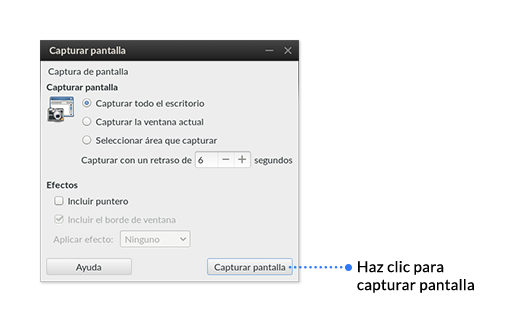 Capturar pantalla
Captura de pantalla
Capturar pantalla
Capturar todo el escritorio
Capturar la ventana actual
Seleccionar área que capturar
Capturar con un retraso de 6 − + segundos
Efectos
Incluir puntero
Incluir el borde de ventana
Aplicar efecto: Ninguno
Ayuda
Capturar pantalla
Haz clic para
capturar pantalla